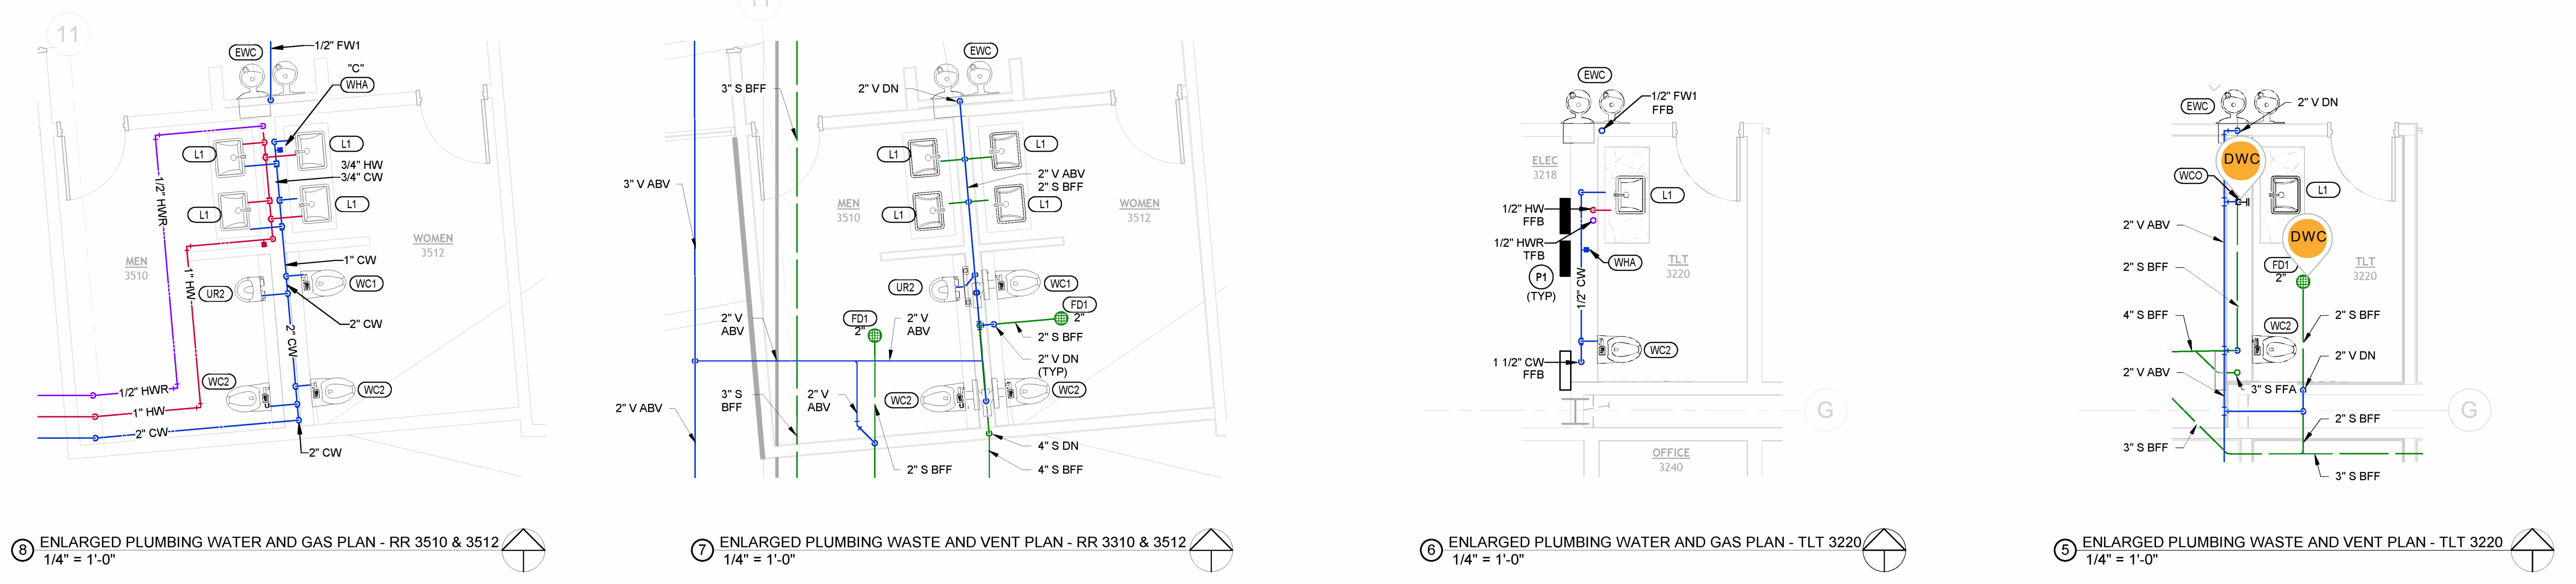 11
EWC
1/2" FW1
"C"
WHA
L1
L1
3/4" HW
3/4" CW
L1
L1
1/2" HWR
MEN
3510
WOMEN
3512
1" CW
1" HW
UR2
WC1
2" CW
2" CW
WC2
WC2
1/2" HWR
1" HW
2" CW
2" CW
8
ENLARGED PLUMBING WATER AND GAS PLAN - RR 3510 & 3512
1/4" = 1'-0"
EWC
3" S BFF
2" V DN
L1
L1
3" V ABV
2" V ABV
2" S BFF
MEN
3510
L1
L1
WOMEN
3512
UR2
WC1
FD1
2"
2" V
ABV
FD1
2"
2" V
ABV
2" S BFF
2" V DN
(TYP)
WC2
WC2
2" V ABV
3" S
BFF
2" V
ABV
4" S DN
2" S BFF
4" S BFF
7
ENLARGED PLUMBING WASTE AND VENT PLAN - RR 3310 & 3512
1/4" = 1'-0"
EWC
1/2" FW1
FFB
ELEC
3218
L1
1/2" HW
FFB
1/2" HWR
TFB
WHA
TLT
3220
P1
(TYP)
1/2" CW
WC2
1 1/2" CW
FFB
G
OFFICE
3240
6
ENLARGED PLUMBING WATER AND GAS PLAN - TLT 3220
1/4" = 1'-0"
EWC
2" V DN
DWC
WCO
L1
2" V ABV
DWC
2" S BFF
FD1
2"
TLT
3220
4" S BFF
2" S BFF
WC2
2" V DN
2" V ABV
3" S FFA
G
2" S BFF
3" S BFF
3" S BFF
5
ENLARGED PLUMBING WASTE AND VENT PLAN - TLT 3220
1/4" = 1'-0"